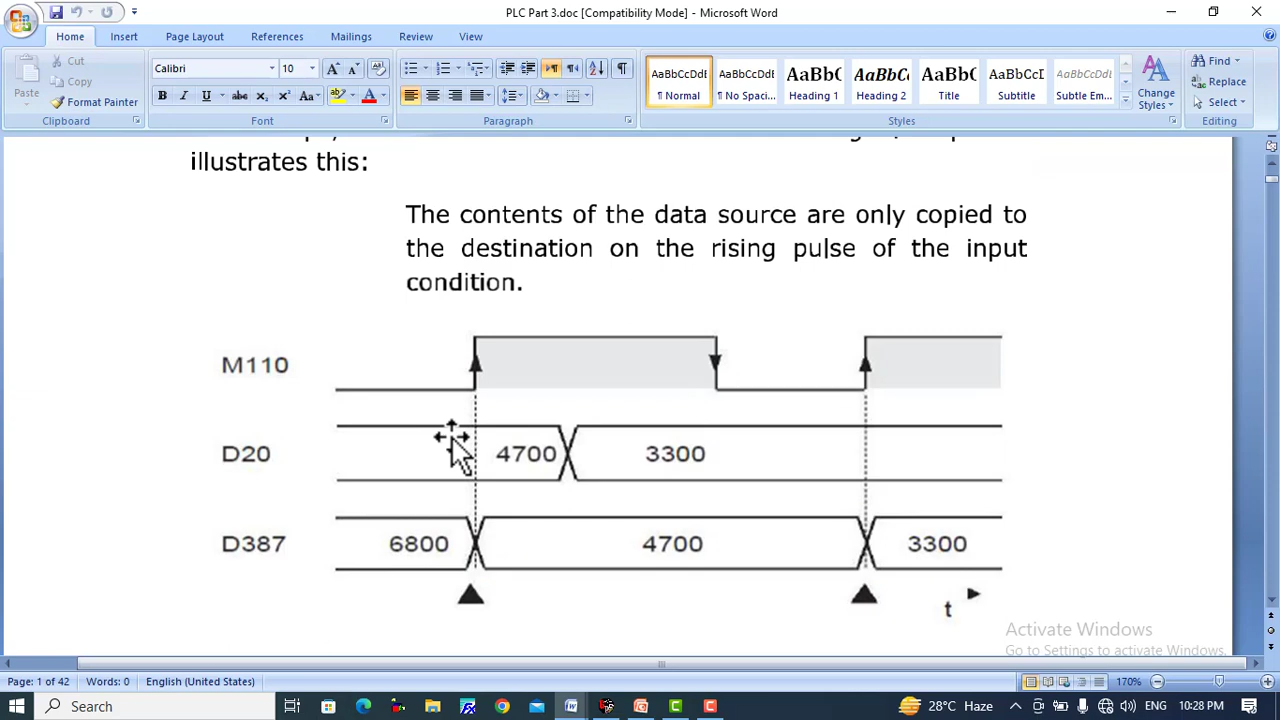 PLC Part 3.doc [Compatibility Mode] - Microsoft Word
Home Insert Page Layout References Mailings Review View
Paste
Cut
Copy
Format Painter
Clipboard
Calibri 10
Font
Paragraph
AaBbCcDdE AaBbCcDdE AaBbC AaBbCc AaBbC AaBbCcI AaBbCcDdE
¶ Normal ¶ No Spaci... Heading 1 Heading 2 Title Subtitle Subtle Em...
Change Styles
Styles
Find
Replace
Select
Editing
illustrates this:
The contents of the data source are only copied to
the destination on the rising pulse of the input
condition.
M110
D20 4700 3300
D387 6800 4700 3300
t
Activate Windows
Go to Settings to activate Windows.
Page: 1 of 42 Words: 0 English (United States) 170%
Search 28°C Haze ENG 10:28 PM